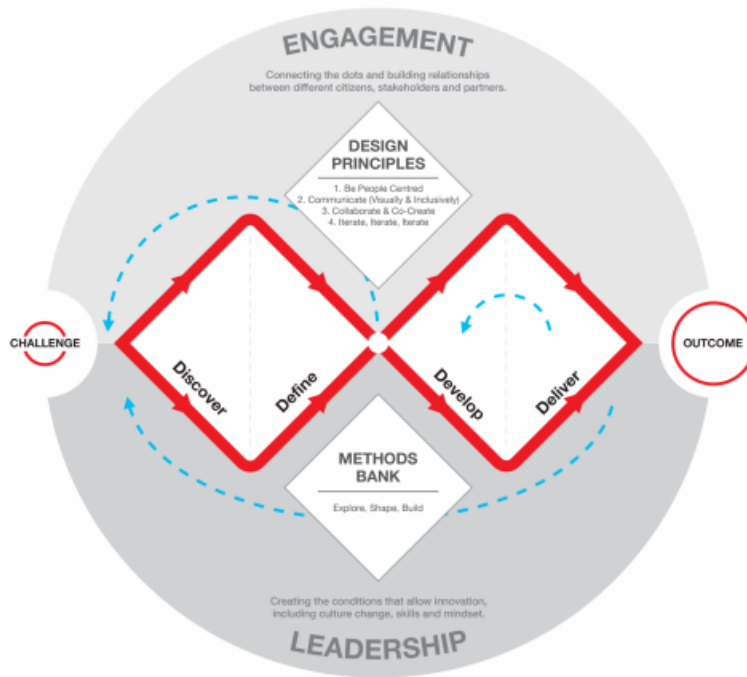 ENGAGEMENT
Connecting the dots and building relationships
between different citizens, stakeholders and partners.
DESIGN
PRINCIPLES
1. Be People Centred
2. Communicate (Visually & Inclusively)
3. Collaborate & Co-Create
4. Iterate, Iterate, Iterate
CHALLENGE
OUTCOME
Discover
Define
Develop
Deliver
METHODS
BANK
Explore, Shape, Build
Creating the conditions that allow innovation,
including culture change, skills and mindset.
LEADERSHIP